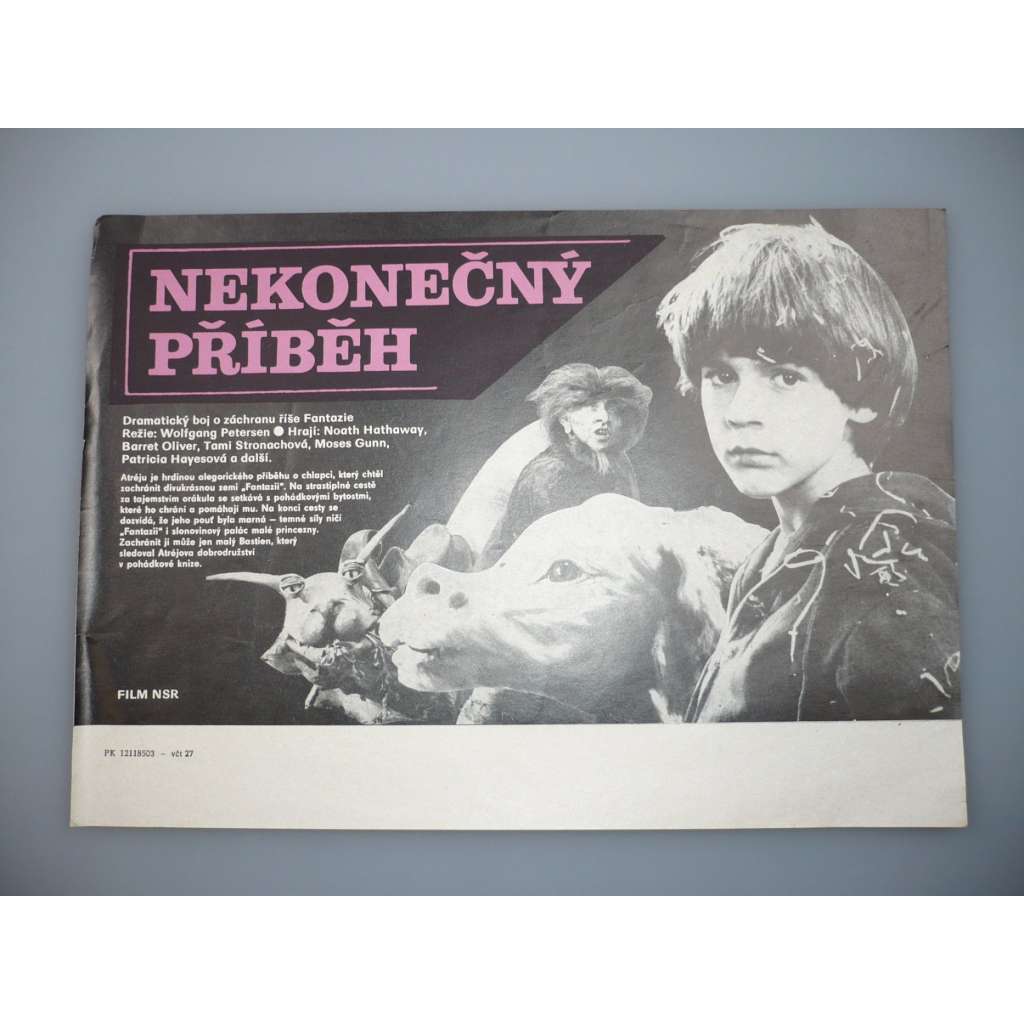 NEKONEČNÝ
PŘÍBĚH
Dramatický boj o záchranu říše Fantazie
Režie: Wolfgang Petersen ● Hrají: Noath Hathaway,
Barret Oliver, Tami Stronachová, Moses Gunn,
Patricia Hayesová a další.
Atréju je hrdinou alegorického příběhu o chlapci, který chtěl
zachránit divukrásnou zemi „Fantazii". Na strastiplné cestě
za tajemstvím orákula se setkává s pohádkovými bytostmi,
které ho chrání a pomáhají mu. Na konci cesty se
dozvídá, že jeho pouť byla marná – temné síly ničí
„Fantazii" i slonovinový palác malé princezny.
Zachránit ji může jen malý Bastien, který
sledoval Atréjova dobrodružství
v pohádkové knize.
FILM NSR
PK 12118503 – včt 27